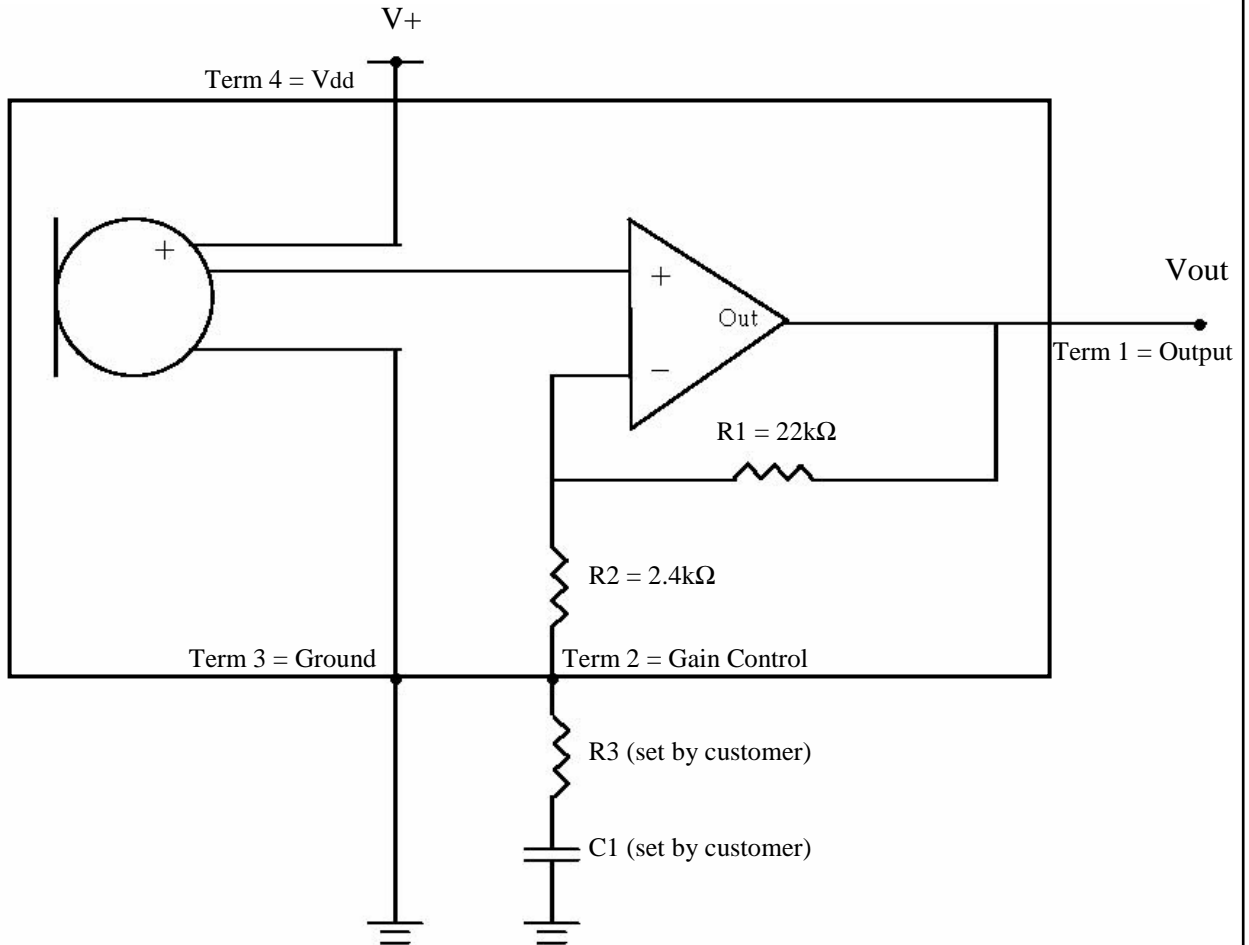 V+
Term 4 = Vdd
+
+
Vout
Out
Term 1 = Output
−
R1 = 22kΩ
R2 = 2.4kΩ
Term 3 = Ground
Term 2 = Gain Control
R3 (set by customer)
C1 (set by customer)